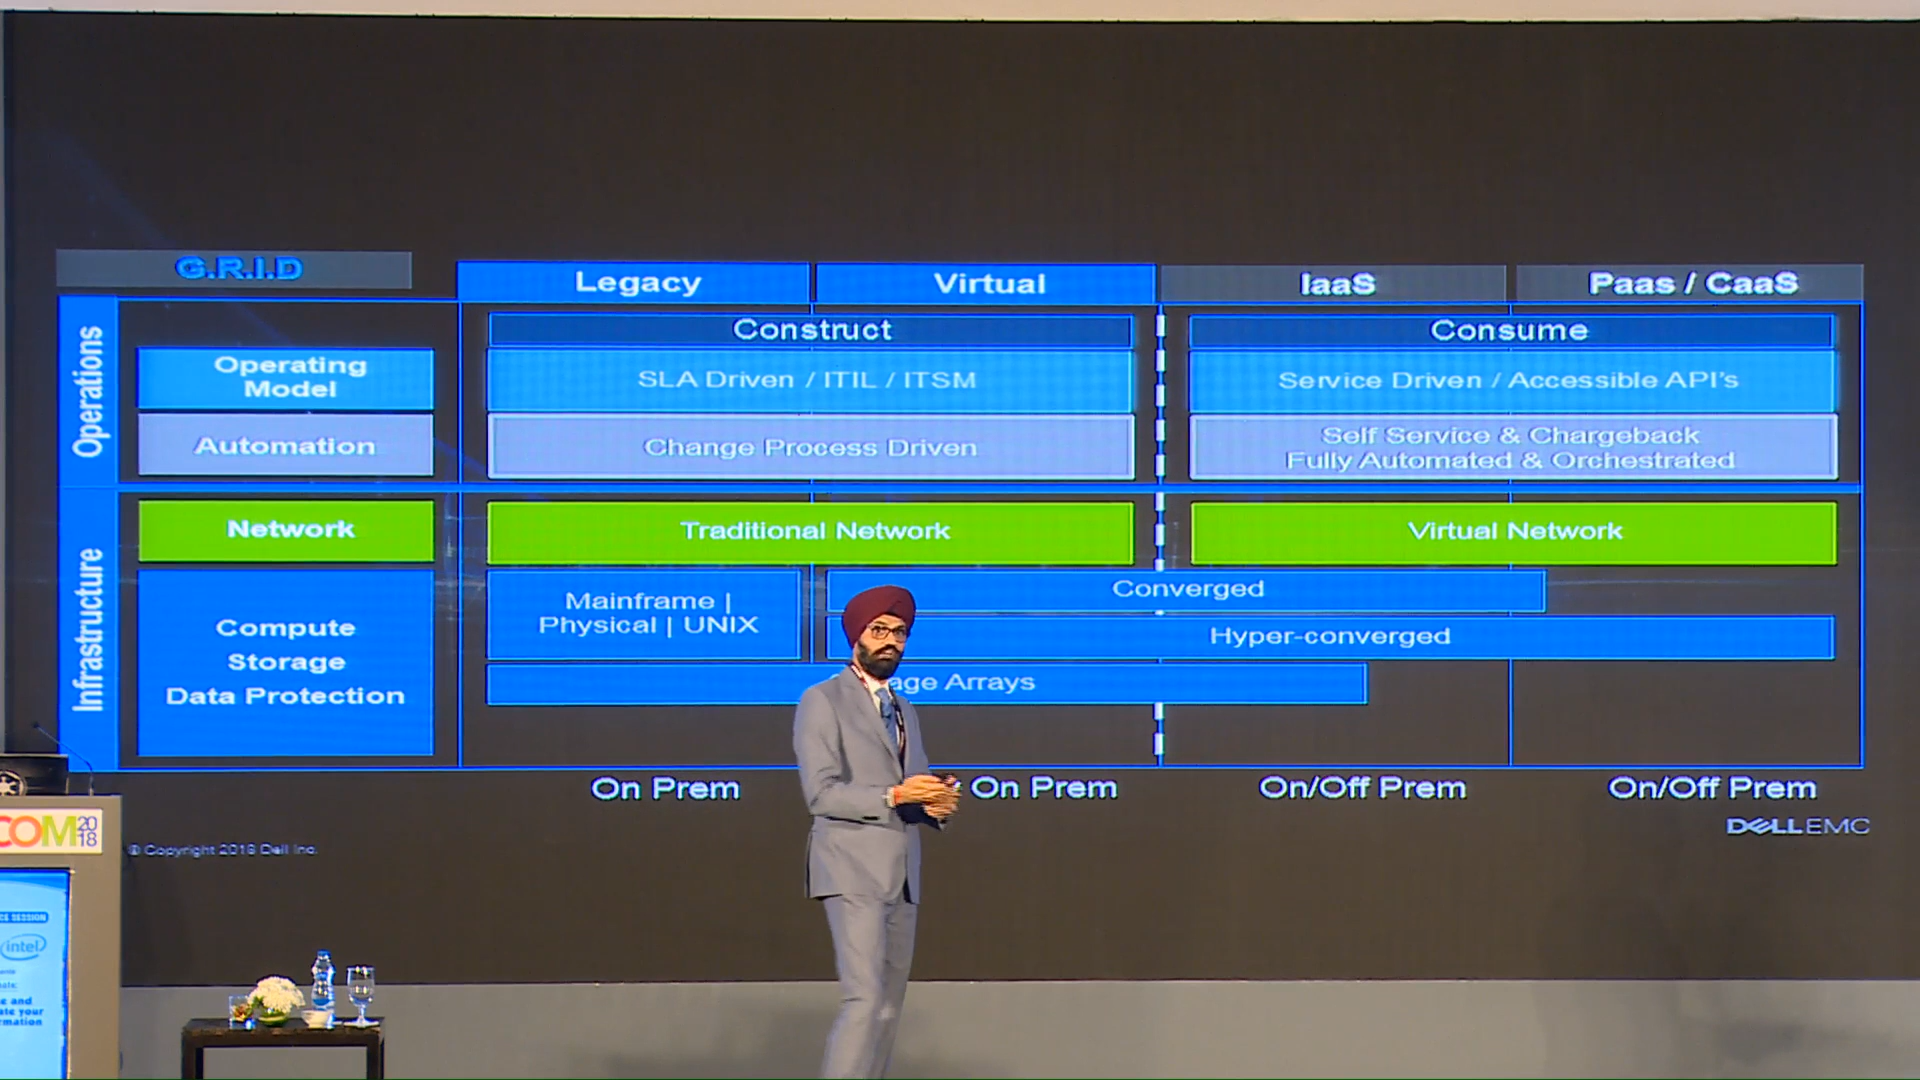 G.R.I.D
Legacy
Virtual
IaaS
Paas / CaaS
Operations
Construct
Consume
Operating
Model
SLA Driven / ITIL / ITSM
Service Driven / Accessible API's
Automation
Change Process Driven
Self Service & Chargeback
Fully Automated & Orchestrated
Infrastructure
Network
Traditional Network
Virtual Network
Compute
Storage
Data Protection
Mainframe |
Physical | UNIX
Converged
Hyper-converged
age Arrays
On Prem
On Prem
On/Off Prem
On/Off Prem
DELLEMC
© Copyright 2018 Dell Inc.
COM 2018
SESSION
intel
and
your